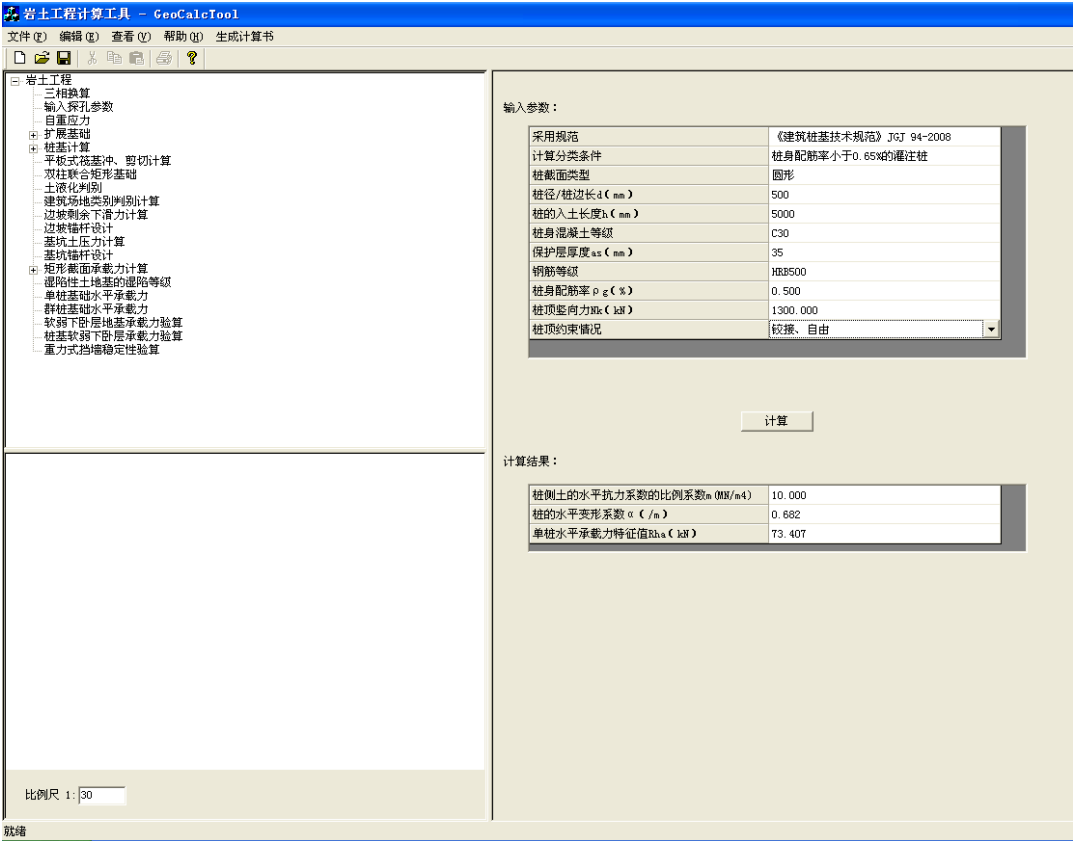 岩土工程计算工具 - GeoCalcTool
文件(F) 编辑(E) 查看(V) 帮助(H) 生成计算书
岩土工程
三相换算
输入探孔参数
自重应力
扩展基础
桩基计算
平板式筏基冲、剪切计算
双柱联合矩形基础
土液化判别
建筑场地类别判别计算
边坡剩余下滑力计算
边坡锚杆设计
基坑土压力计算
基坑锚杆设计
矩形截面承载力计算
湿陷性土地基的湿陷等级
单桩基础水平承载力
群桩基础水平承载力
软弱下卧层地基承载力验算
桩基软弱下卧层承载力验算
重力式挡墙稳定性验算
比例尺 1: 30
就绪
输入参数：
采用规范 《建筑桩基技术规范》JGJ 94-2008
计算分类条件 桩身配筋率小于0.65%的灌注桩
桩截面类型 圆形
桩径/桩边长d(mm) 500
桩的入土长度h(mm) 5000
桩身混凝土等级 C30
保护层厚度as(mm) 35
钢筋等级 HRB500
桩身配筋率ρg(%) 0.500
桩顶竖向力Nk(kN) 1300.000
桩顶约束情况 铰接、自由
计算
计算结果：
桩侧土的水平抗力系数的比例系数m(MN/m4) 10.000
桩的水平变形系数α(/m) 0.682
单桩水平承载力特征值Rha(kN) 73.407